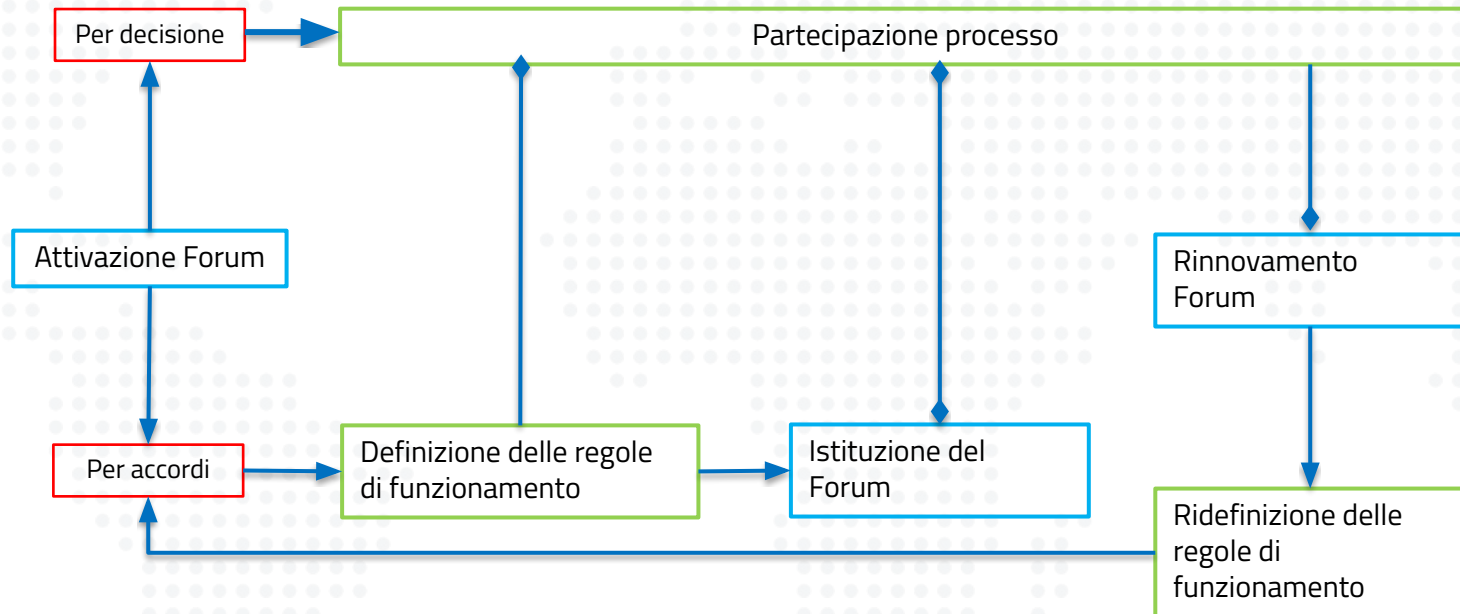 Per decisione
Partecipazione processo
Attivazione Forum
Rinnovamento
Forum
Per accordi
Definizione delle regole
di funzionamento
Istituzione del
Forum
Ridefinizione delle
regole di
funzionamento